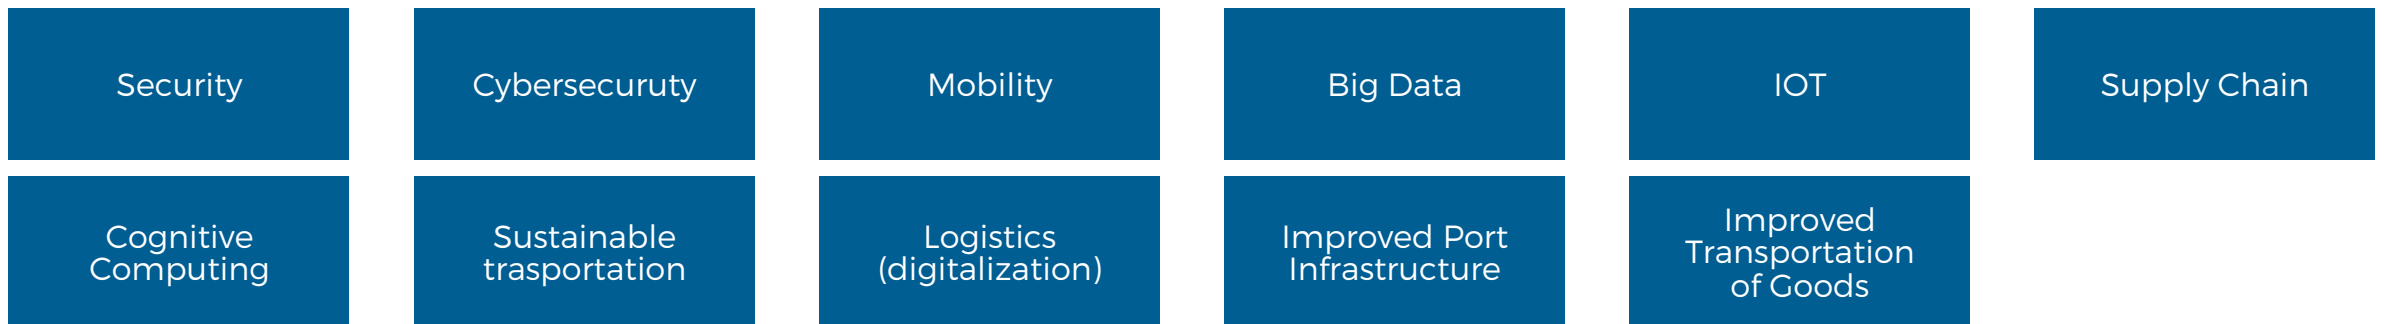 Security
Cybersecuruty
Mobility
Big Data
IOT
Supply Chain
Cognitive
Computing
Sustainable
trasportation
Logistics
(digitalization)
Improved Port
Infrastructure
Improved
Transportation
of Goods